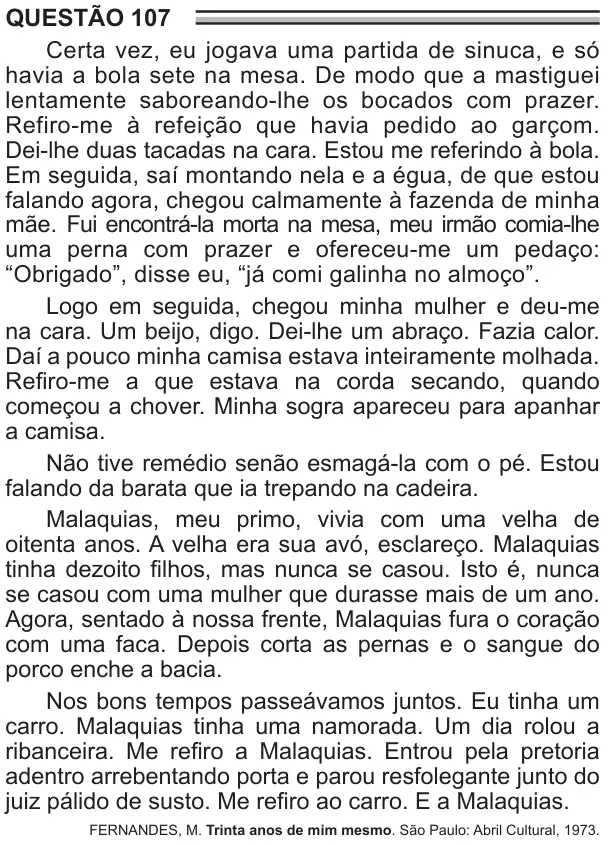 QUESTÃO 107
Certa vez, eu jogava uma partida de sinuca, e só
havia a bola sete na mesa. De modo que a mastiguei
lentamente saboreando-lhe os bocados com prazer.
Refiro-me à refeição que havia pedido ao garçom.
Dei-lhe duas tacadas na cara. Estou me referindo à bola.
Em seguida, saí montando nela e a égua, de que estou
falando agora, chegou calmamente à fazenda de minha
mãe. Fui encontrá-la morta na mesa, meu irmão comia-lhe
uma perna com prazer e ofereceu-me um pedaço:
“Obrigado”, disse eu, “já comi galinha no almoço”.
Logo em seguida, chegou minha mulher e deu-me
na cara. Um beijo, digo. Dei-lhe um abraço. Fazia calor.
Daí a pouco minha camisa estava inteiramente molhada.
Refiro-me a que estava na corda secando, quando
começou a chover. Minha sogra apareceu para apanhar
a camisa.
Não tive remédio senão esmagá-la com o pé. Estou
falando da barata que ia trepando na cadeira.
Malaquias, meu primo, vivia com uma velha de
oitenta anos. A velha era sua avó, esclareço. Malaquias
tinha dezoito filhos, mas nunca se casou. Isto é, nunca
se casou com uma mulher que durasse mais de um ano.
Agora, sentado à nossa frente, Malaquias fura o coração
com uma faca. Depois corta as pernas e o sangue do
porco enche a bacia.
Nos bons tempos passeávamos juntos. Eu tinha um
carro. Malaquias tinha uma namorada. Um dia rolou a
ribanceira. Me refiro a Malaquias. Entrou pela pretoria
adentro arrebentando porta e parou resfolegante junto do
juiz pálido de susto. Me refiro ao carro. E a Malaquias.
FERNANDES, M. Trinta anos de mim mesmo. São Paulo: Abril Cultural, 1973.